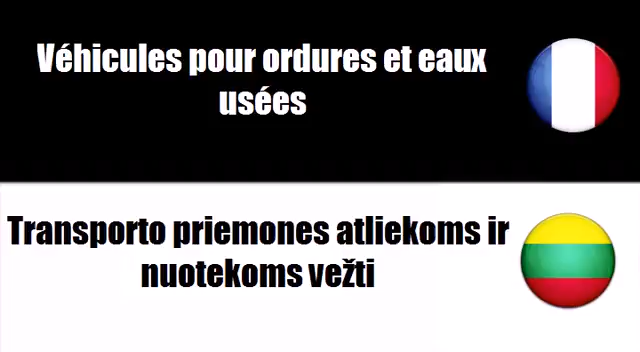 Véhicules pour ordures et eaux
usées
Transporto priemones atliekoms ir
nuotekoms vežti